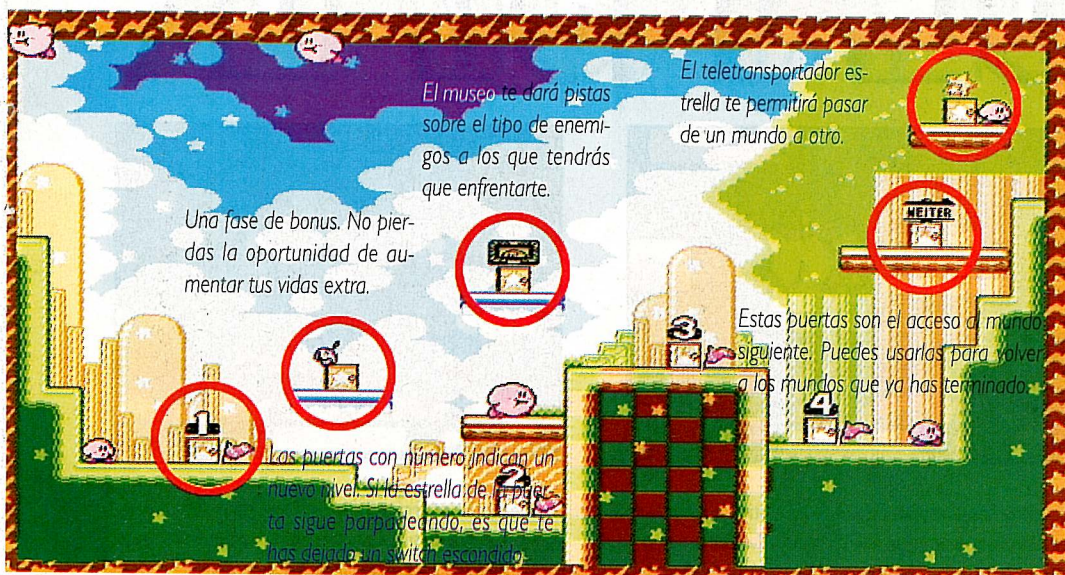 El museo te dará pistas
sobre el tipo de enemi-
gos a los que tendrás
que enfrentarte.
El teletransportador es-
trella te permitirá pasar
de un mundo a otro.
WEITER
Una fase de bonus. No pier-
das la oportunidad de au-
mentar tus vidas extra.
Estas puertas son el acceso al mundo
siguiente. Puedes usarlas para volver
a los mundos que ya has terminado.
3
4
1
2
Las puertas con número indican un
nuevo nivel. Si la estrella de la puer-
ta sigue parpadeando, es que te
has dejado un switch escondido.